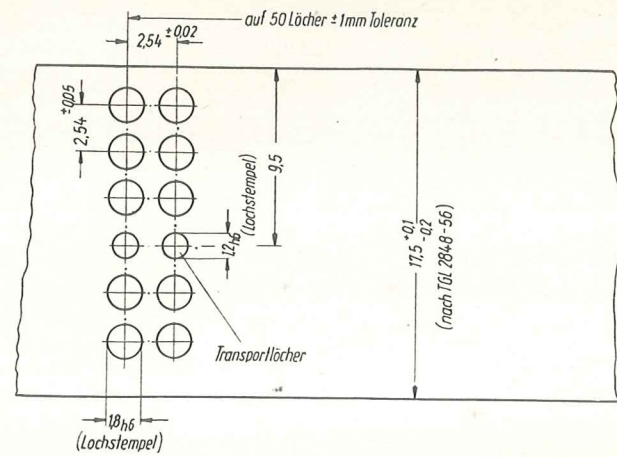 auf 50 Löcher ± 1mm Toleranz
2,54 ±0,02
2,54 ±0,05
9,5
1,2 h6
(Lochstempel)
17,5 +0,1 -0,2
(nach TGL 2848-56)
Transportlöcher
1,8 h6
(Lochstempel)